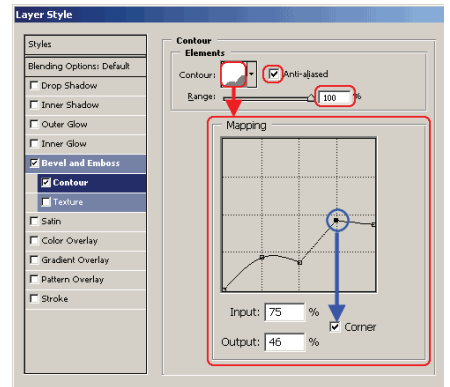 Layer Style
Styles
Blending Options: Default
Drop Shadow
Inner Shadow
Outer Glow
Inner Glow
Bevel and Emboss
Contour
Texture
Satin
Color Overlay
Gradient Overlay
Pattern Overlay
Stroke
Contour
Elements
Contour: Anti-aliased
Range: 100 %
Mapping
Input: 75 %
Corner
Output: 46 %